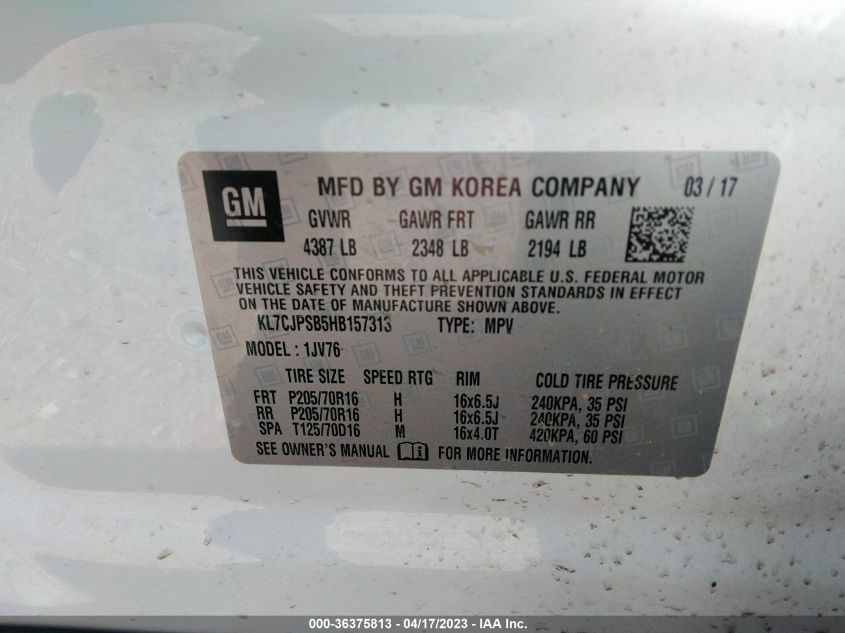 GM MFD BY GM KOREA COMPANY 03/17
GVWR GAWR FRT GAWR RR
4387 LB 2348 LB 2194 LB
THIS VEHICLE CONFORMS TO ALL APPLICABLE U.S. FEDERAL MOTOR
VEHICLE SAFETY AND THEFT PREVENTION STANDARDS IN EFFECT
ON THE DATE OF MANUFACTURE SHOWN ABOVE.
KL7CJPSB5HB157313 TYPE: MPV
MODEL : 1JV76
TIRE SIZE SPEED RTG RIM COLD TIRE PRESSURE
FRT P205/70R16 H 16x6.5J 240KPA, 35 PSI
RR P205/70R16 H 16x6.5J 240KPA, 35 PSI
SPA T125/70D16 M 16x4.0T 420KPA, 60 PSI
SEE OWNER'S MANUAL FOR MORE INFORMATION.
000-36375813 - 04/17/2023 - IAA Inc.